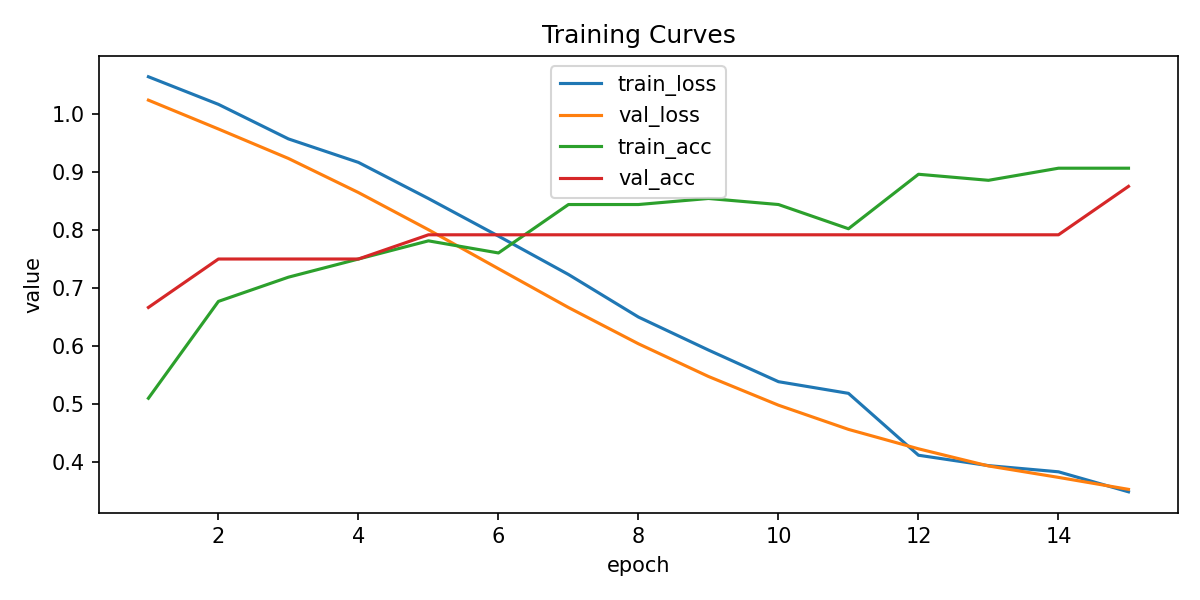 Training Curves
train_loss
val_loss
train_acc
val_acc
value
1.0
0.9
0.8
0.7
0.6
0.5
0.4
2 4 6 8 10 12 14
epoch